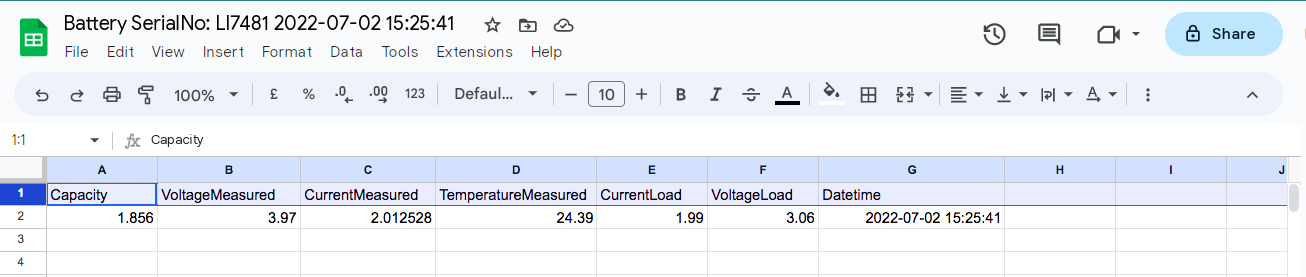 Battery SerialNo: LI7481 2022-07-02 15:25:41
File Edit View Insert Format Data Tools Extensions Help
Share
100% £ % .0 .00 123 Defaul... 10 B I S A A
1:1 fx Capacity
A B C D E F G H I J
1 Capacity VoltageMeasured CurrentMeasured TemperatureMeasured CurrentLoad VoltageLoad Datetime
2 1.856 3.97 2.012528 24.39 1.99 3.06 2022-07-02 15:25:41
3
4